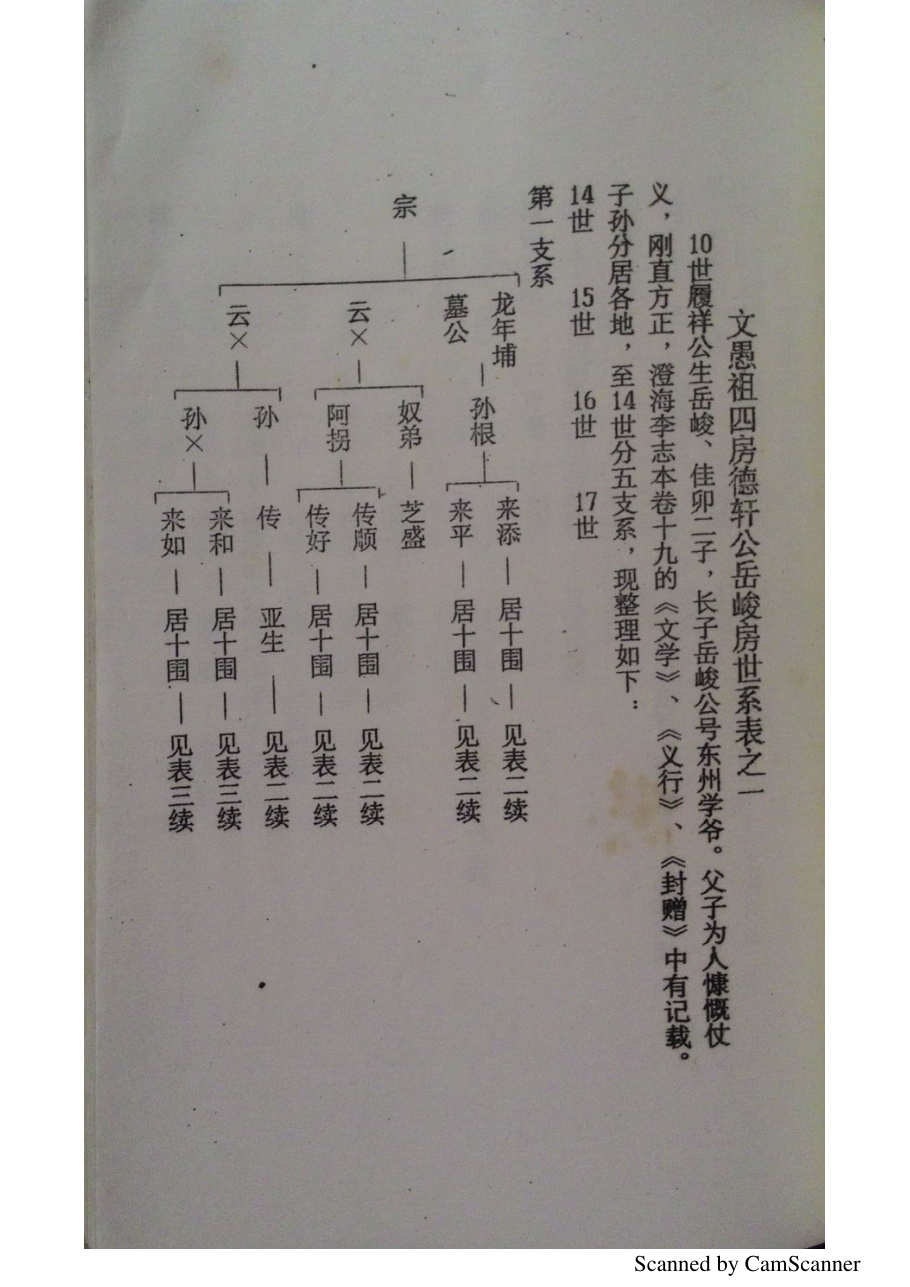 文愚祖四房德轩公岳峻房世系表之一
10世履祥公生岳峻、佳卯二子，长子岳峻公号东州学爷。父子为人慷慨仗
义，刚直方正，澄海李志本卷十九的《文学》、《义行》、《封赠》中有记载。
子孙分居各地，至14世分五支系，现整理如下：
14世 15世 16世 17世
第一支系
宗
龙年埔
墓公
孙根
来添 居十围 见表二续
来平 居十围 见表二续
云×
奴弟 芝盛
阿拐
传顺 居十围 见表二续
传好 居十围 见表二续
云×
孙 传 亚生 见表二续
孙×
来和 居十围 见表三续
来如 居十围 见表三续
Scanned by CamScanner